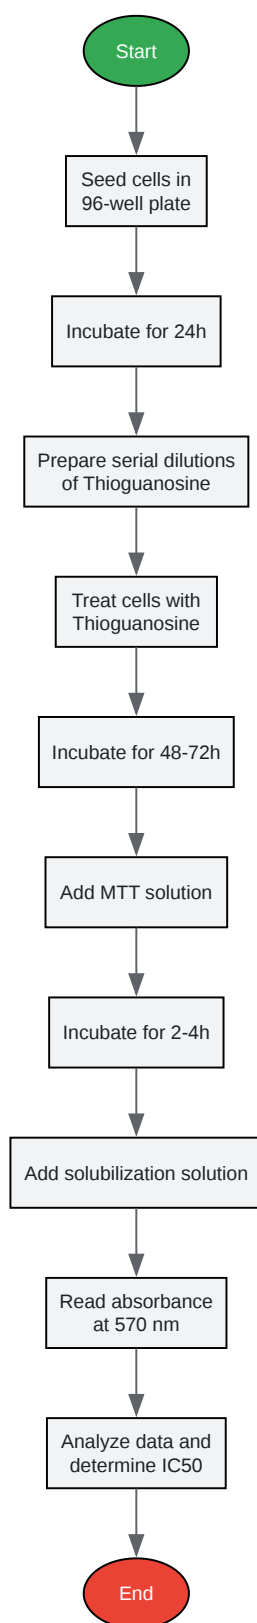 Start
Seed cells in
96-well plate
Incubate for 24h
Prepare serial dilutions
of Thioguanosine
Treat cells with
Thioguanosine
Incubate for 48-72h
Add MTT solution
Incubate for 2-4h
Add solubilization solution
Read absorbance
at 570 nm
Analyze data and
determine IC50
End